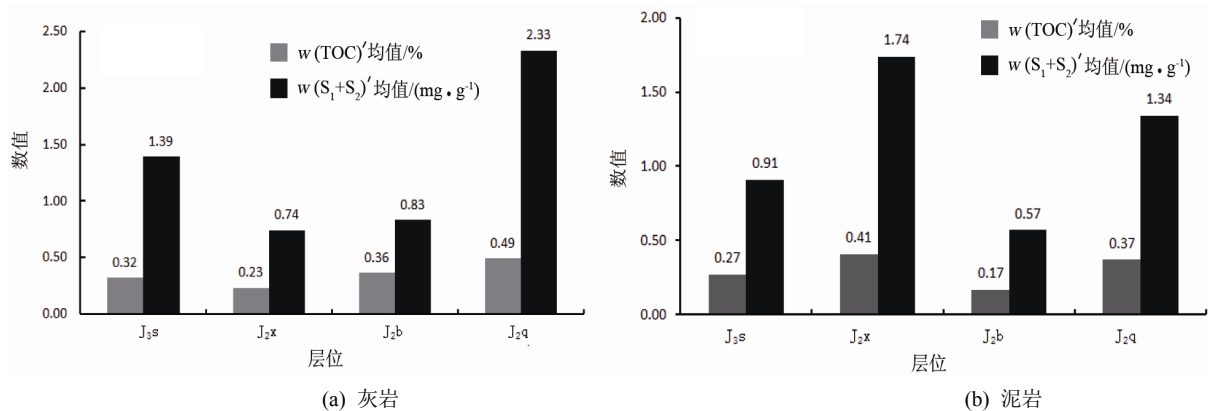 2.50
2.00
1.50
1.00
0.50
0.00
数值
w (TOC)′均值/%
w (S₁+S₂)′均值/(mg·g⁻¹)
0.32
1.39
0.23
0.74
0.36
0.83
0.49
2.33
J₃s
J₂x
J₂b
J₂q
层位
(a) 灰岩
2.00
1.50
1.00
0.50
0.00
数值
w (TOC)′均值/%
w (S₁+S₂)′均值/(mg·g⁻¹)
0.27
0.91
0.41
1.74
0.17
0.57
0.37
1.34
J₃s
J₂x
J₂b
J₂q
层位
(b) 泥岩